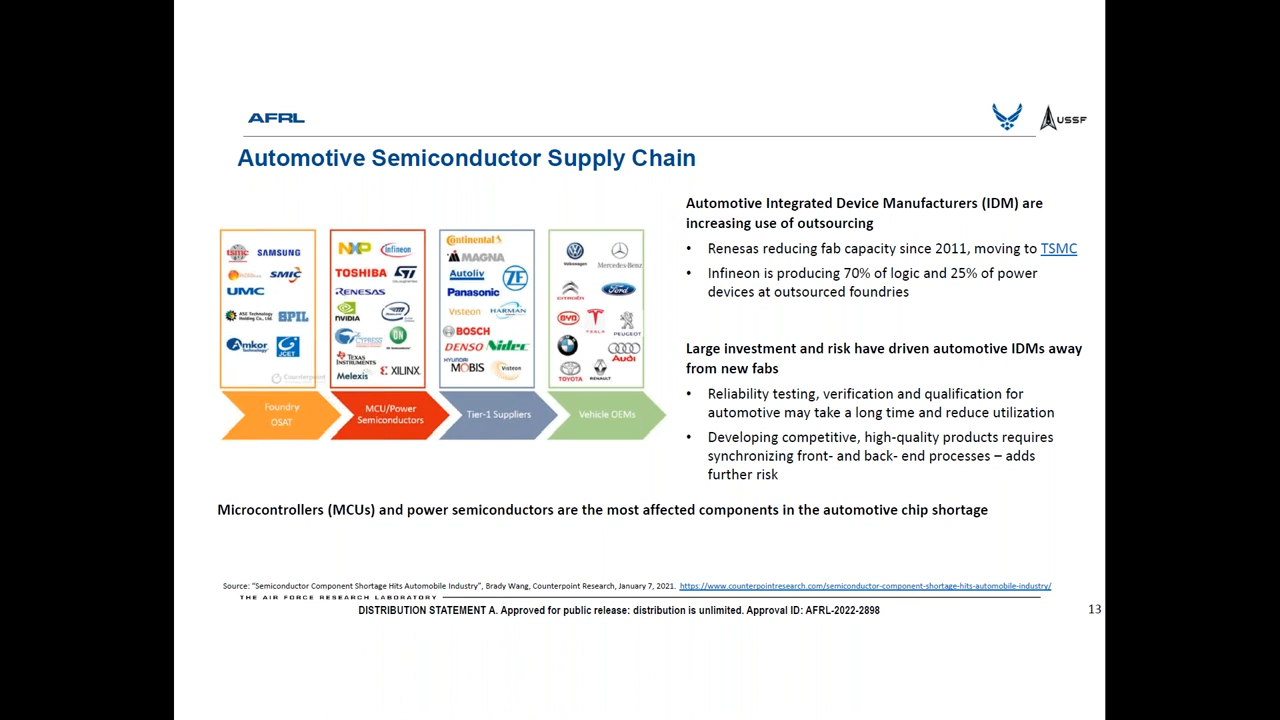 AFRL
USSF
Automotive Semiconductor Supply Chain
Automotive Integrated Device Manufacturers (IDM) are
increasing use of outsourcing
• Renesas reducing fab capacity since 2011, moving to TSMC
• Infineon is producing 70% of logic and 25% of power
devices at outsourced foundries
Large investment and risk have driven automotive IDMs away
from new fabs
• Reliability testing, verification and qualification for
automotive may take a long time and reduce utilization
• Developing competitive, high-quality products requires
synchronizing front- and back- end processes – adds
further risk
tsmc SAMSUNG
SMIC
UMC
ASE Technology Holding Co., Ltd. BPIL
Amkor Technology JCET
Counterpoint
NXP infineon
TOSHIBA ST
RENESAS
NVIDIA
CYPRESS ON
TEXAS INSTRUMENTS
Melexis XILINX
Continental
MAGNA
Autoliv ZF
Panasonic
Visteon HARMAN
BOSCH
DENSO Nidec
HYUNDAI MOBIS Visteon
Volkswagen Mercedes-Benz
CITROËN Ford
BYD TESLA PEUGEOT
BMW Audi
TOYOTA RENAULT
Foundry
OSAT
MCU/Power
Semiconductors
Tier-1 Suppliers
Vehicle OEMs
Microcontrollers (MCUs) and power semiconductors are the most affected components in the automotive chip shortage
Source: "Semiconductor Component Shortage Hits Automobile Industry", Brady Wang, Counterpoint Research, January 7, 2021. https://www.counterpointresearch.com/semiconductor-component-shortage-hits-automobile-industry/
THE AIR FORCE RESEARCH LABORATORY
DISTRIBUTION STATEMENT A. Approved for public release: distribution is unlimited. Approval ID: AFRL-2022-2898
13